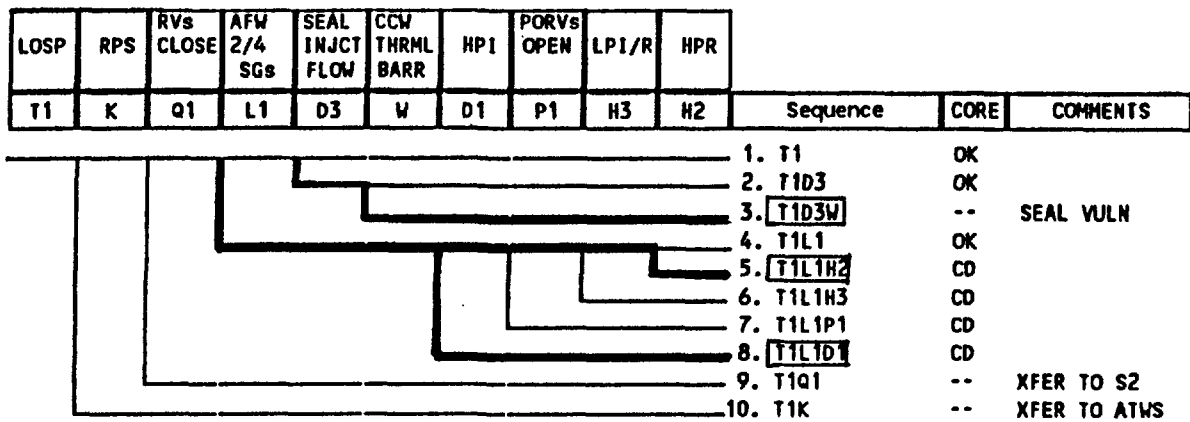 LOSP RPS RVs CLOSE AFW 2/4 SGs SEAL INJCT FLOW CCW THRML BARR HPI PORVs OPEN LPI/R HPR
T1 K Q1 L1 D3 W D1 P1 H3 H2 Sequence CORE COMMENTS
1. T1 OK
2. T1D3 OK
3. T1D3W -- SEAL VULN
4. T1L1 OK
5. T1L1H2 CD
6. T1L1H3 CD
7. T1L1P1 CD
8. T1L1D1 CD
9. T1Q1 -- XFER TO S2
10. T1K -- XFER TO ATWS